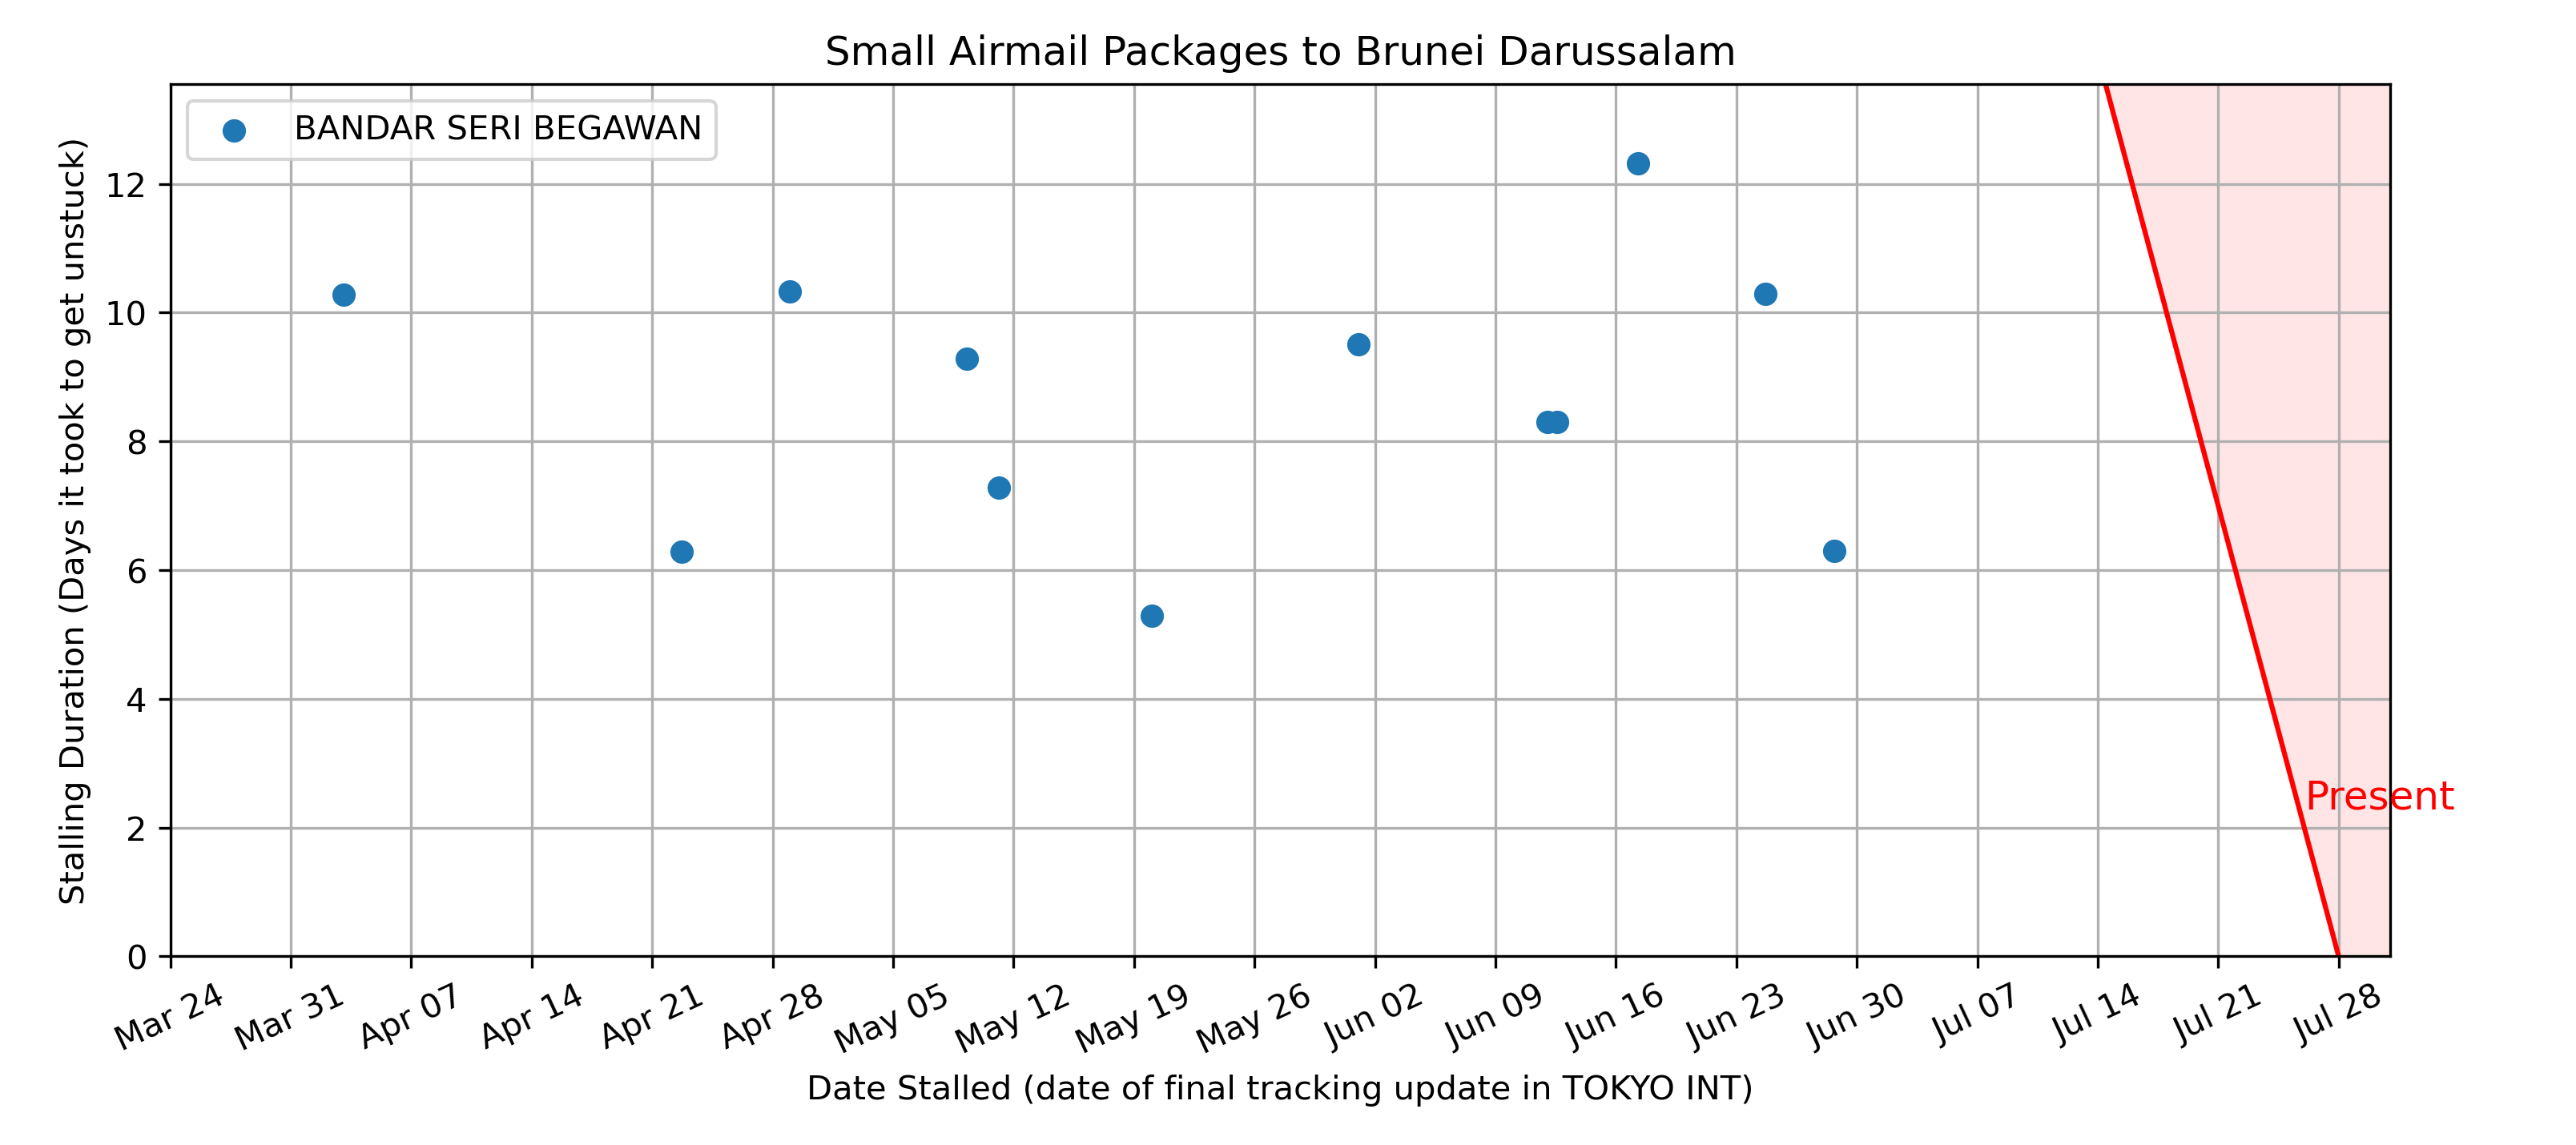 Small Airmail Packages to Brunei Darussalam
BANDAR SERI BEGAWAN
Stalling Duration (Days it took to get unstuck)
12
10
8
6
4
2
0
Present
Mar 24
Mar 31
Apr 07
Apr 14
Apr 21
Apr 28
May 05
May 12
May 19
May 26
Jun 02
Jun 09
Jun 16
Jun 23
Jun 30
Jul 07
Jul 14
Jul 21
Jul 28
Date Stalled (date of final tracking update in TOKYO INT)